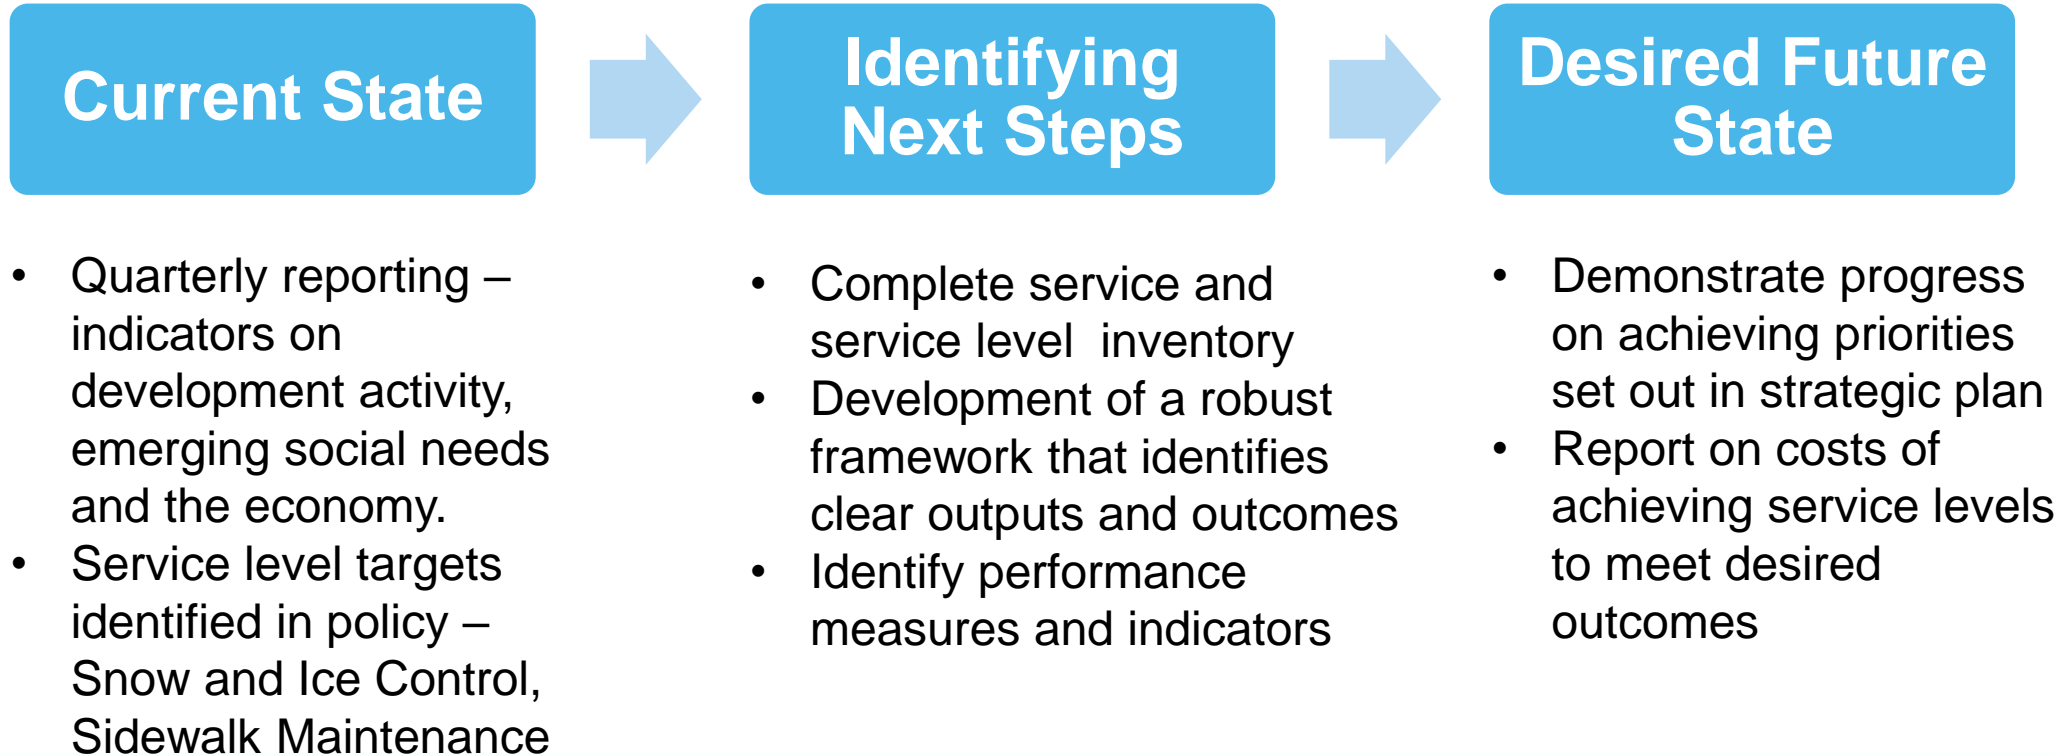 Current State
Identifying
Next Steps
Desired Future
State
• Quarterly reporting –
indicators on
development activity,
emerging social needs
and the economy.
• Service level targets
identified in policy –
Snow and Ice Control,
Sidewalk Maintenance
• Complete service and
service level  inventory
• Development of a robust
framework that identifies
clear outputs and outcomes
• Identify performance
measures and indicators
• Demonstrate progress
on achieving priorities
set out in strategic plan
• Report on costs of
achieving service levels
to meet desired
outcomes